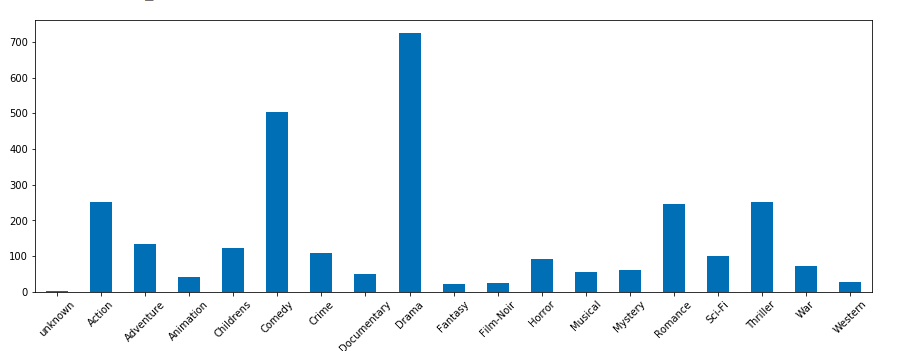 700
600
500
400
300
200
100
0
unknown
Action
Adventure
Animation
Childrens
Comedy
Crime
Documentary
Drama
Fantasy
Film-Noir
Horror
Musical
Mystery
Romance
Sci-Fi
Thriller
War
Western